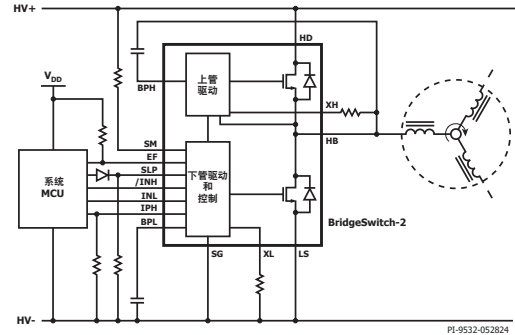 HV+
HD
BPH
上管
驱动
V_DD
XH
HB
SM
EF
SLP
/INH
INL
IPH
BPL
系统
MCU
下管驱动
和
控制
BridgeSwitch-2
SG
XL
LS
HV-
PI-9532-052824